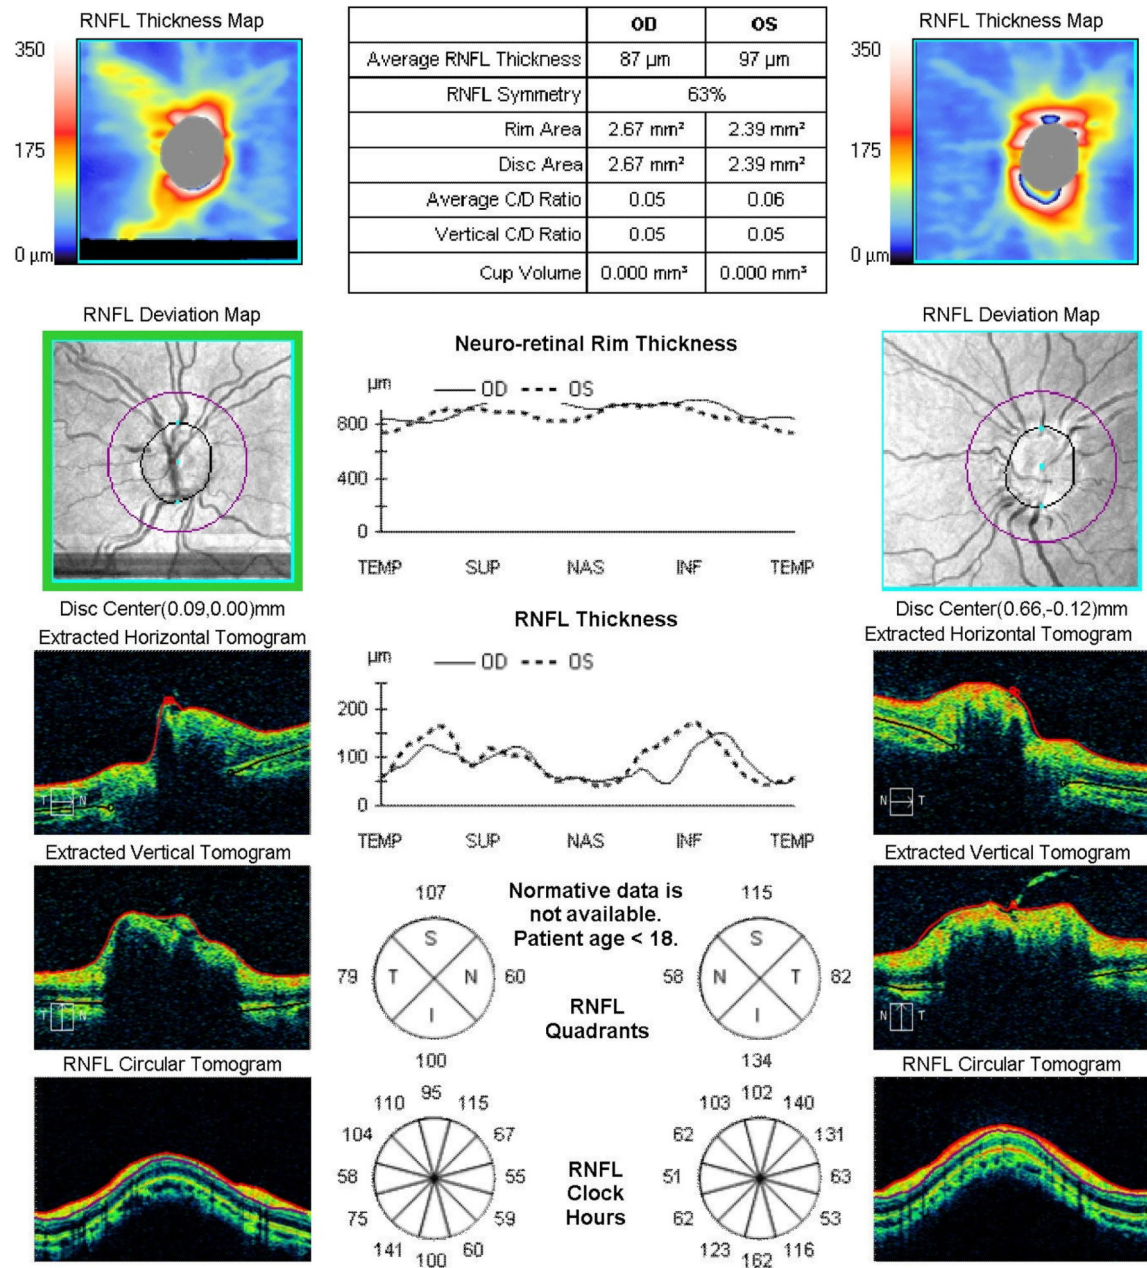 RNFL Thickness Map
350
175
0 µm
OD OS
Average RNFL Thickness 87 µm 97 µm
RNFL Symmetry 63%
Rim Area 2.67 mm² 2.39 mm²
Disc Area 2.67 mm² 2.39 mm²
Average C/D Ratio 0.05 0.06
Vertical C/D Ratio 0.05 0.05
Cup Volume 0.000 mm³ 0.000 mm³
RNFL Thickness Map
350
175
0 µm
RNFL Deviation Map
Disc Center(0.09,0.00)mm
Neuro-retinal Rim Thickness
µm OD OS
800
400
0
TEMP SUP NAS INF TEMP
RNFL Deviation Map
Disc Center(0.66,-0.12)mm
Extracted Horizontal Tomogram
T N
RNFL Thickness
µm OD OS
200
100
0
TEMP SUP NAS INF TEMP
Extracted Horizontal Tomogram
N T
Extracted Vertical Tomogram
T N
107
S
79 T N 60
I
100
Normative data is
not available.
Patient age < 18.
RNFL
Quadrants
115
S
58 N T 82
I
134
Extracted Vertical Tomogram
N T
RNFL Circular Tomogram
95
110 115
104 67
58 55
75 59
141 60
100
RNFL
Clock
Hours
102
103 140
62 131
51 63
62 53
123 116
162
RNFL Circular Tomogram